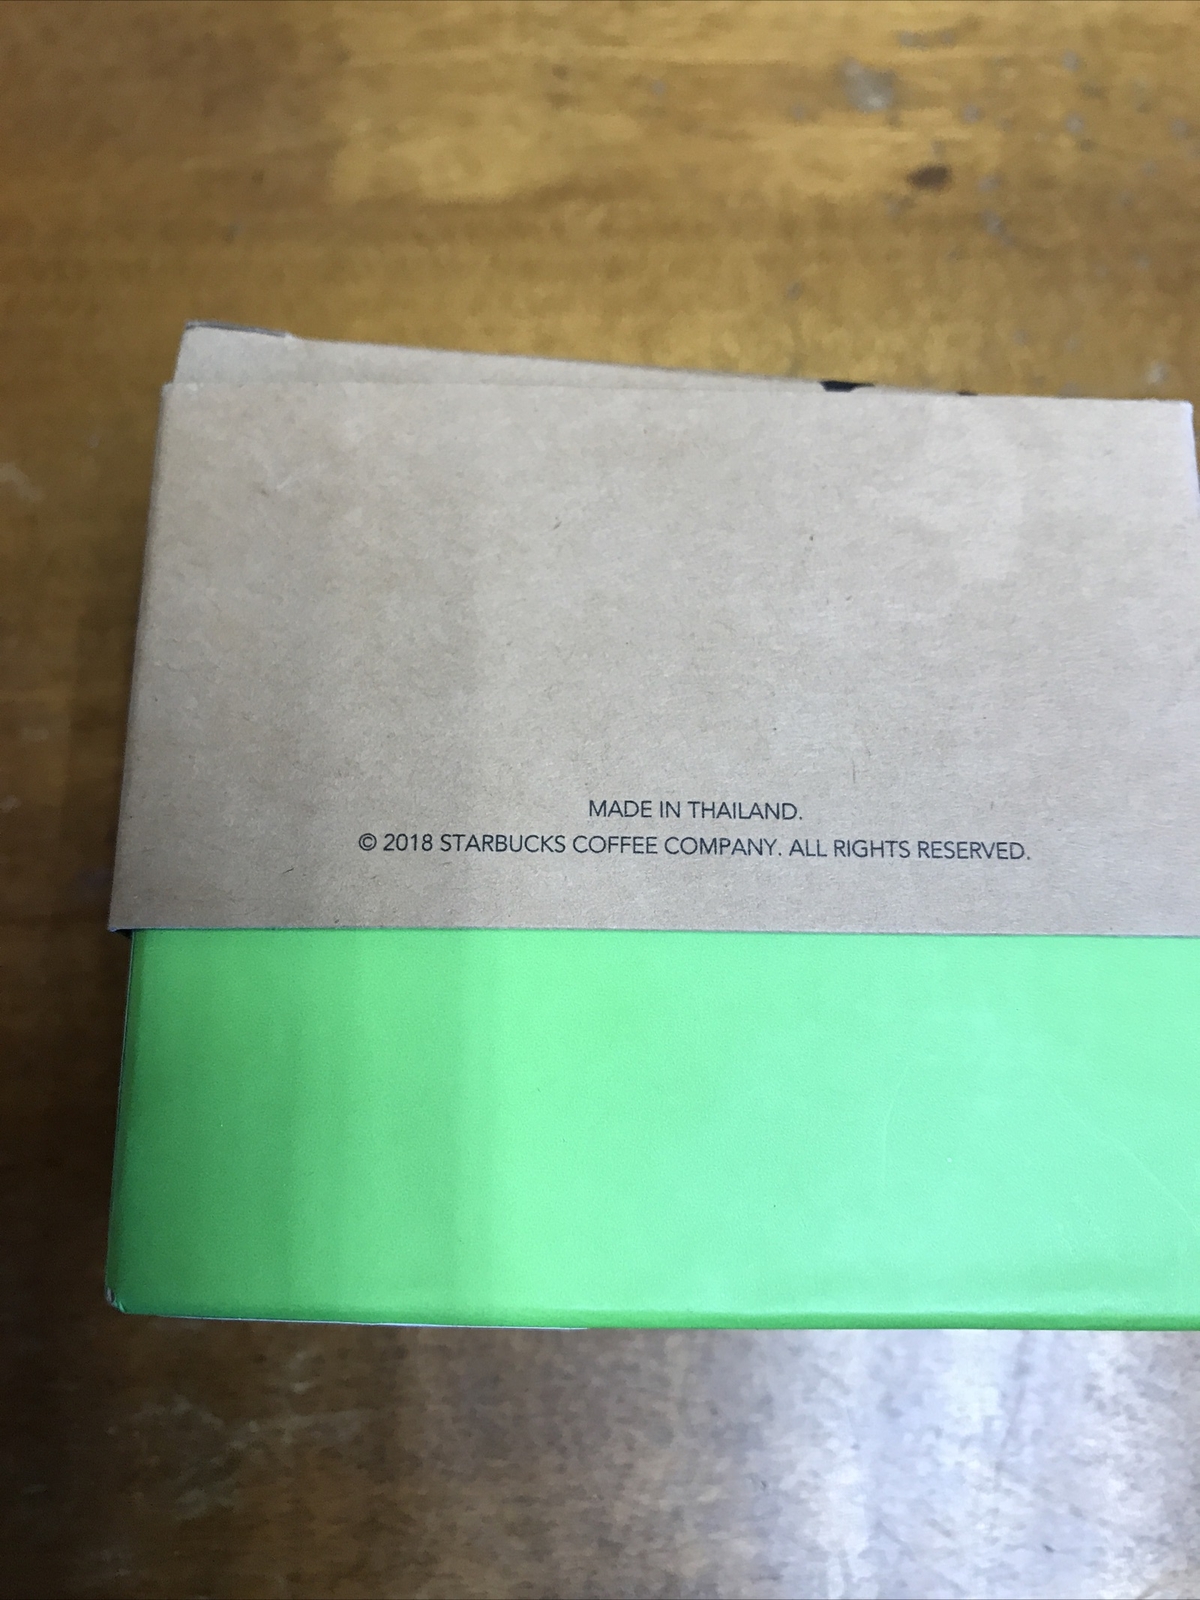 MADE IN THAILAND.
© 2018 STARBUCKS COFFEE COMPANY. ALL RIGHTS RESERVED.